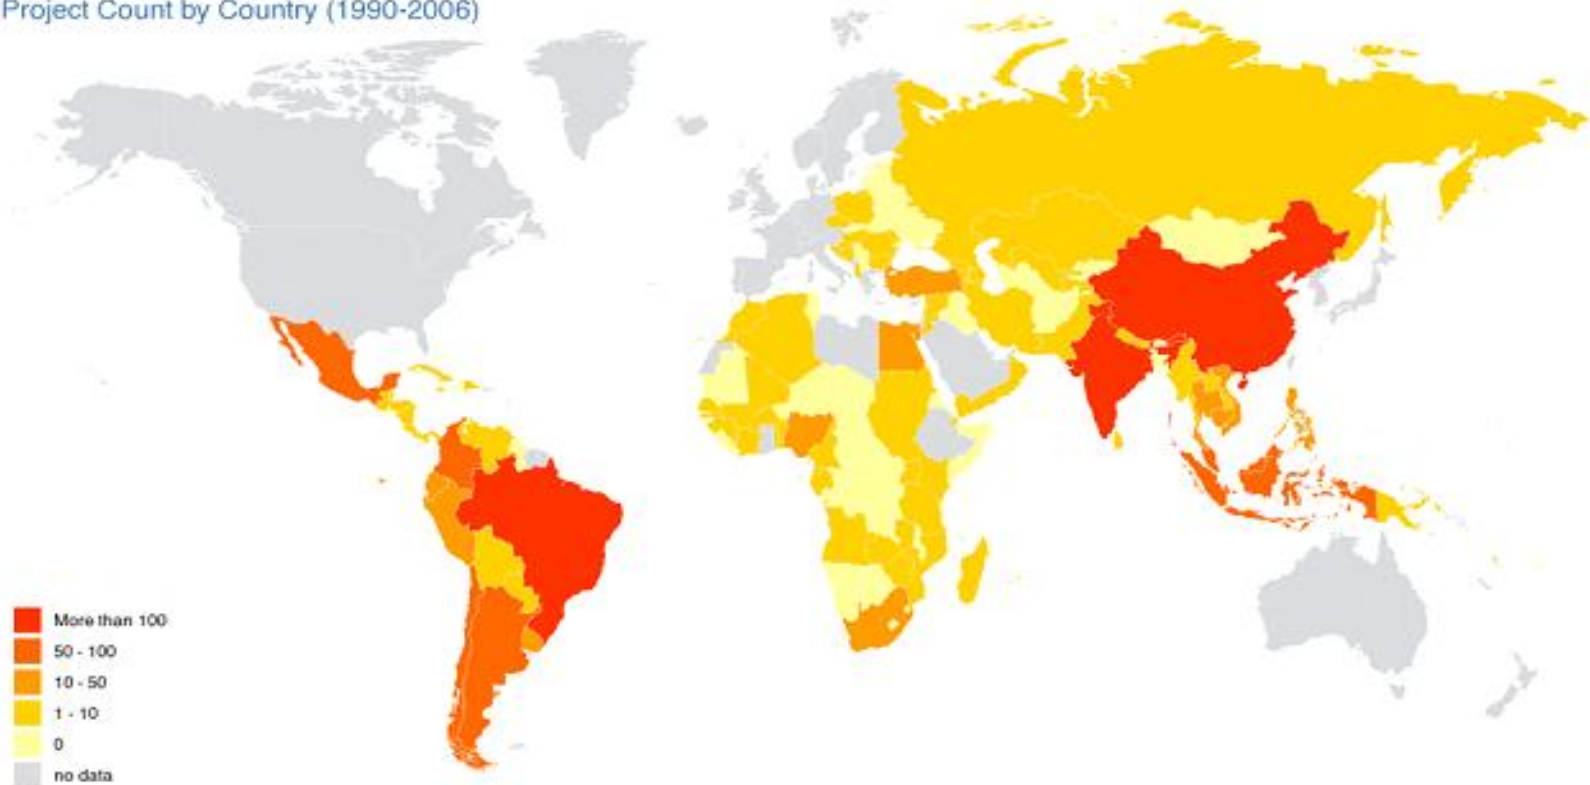 Project Count by Country (1990-2006)
More than 100
50 - 100
10 - 50
1 - 10
0
no data